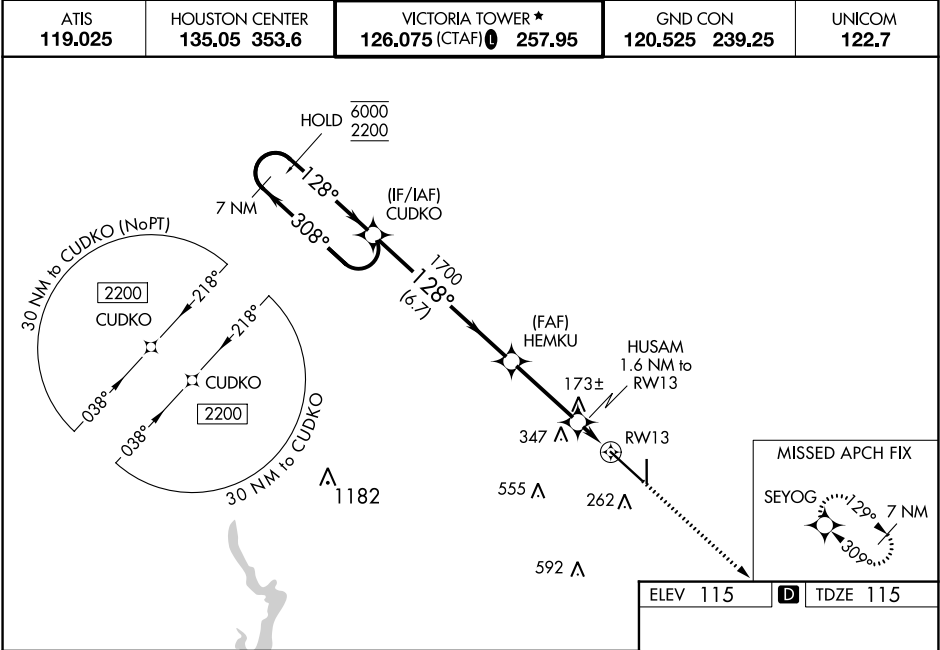 ATIS
119.025
HOUSTON CENTER
135.05 353.6
VICTORIA TOWER ★
126.075 (CTAF) L 257.95
GND CON
120.525 239.25
UNICOM
122.7
HOLD 6000
2200
128°
7 NM
308°
(IF/IAF)
CUDKO
1700
128°
(6.7)
(FAF)
HEMKU
HUSAM
1.6 NM to
RW13
173±
347
RW13
555
262
592
1182
30 NM to CUDKO (NoPT)
2200
CUDKO
218°
038°
218°
CUDKO
2200
038°
30 NM to CUDKO
MISSED APCH FIX
SEYOG
129°
7 NM
309°
ELEV 115
D
TDZE 115